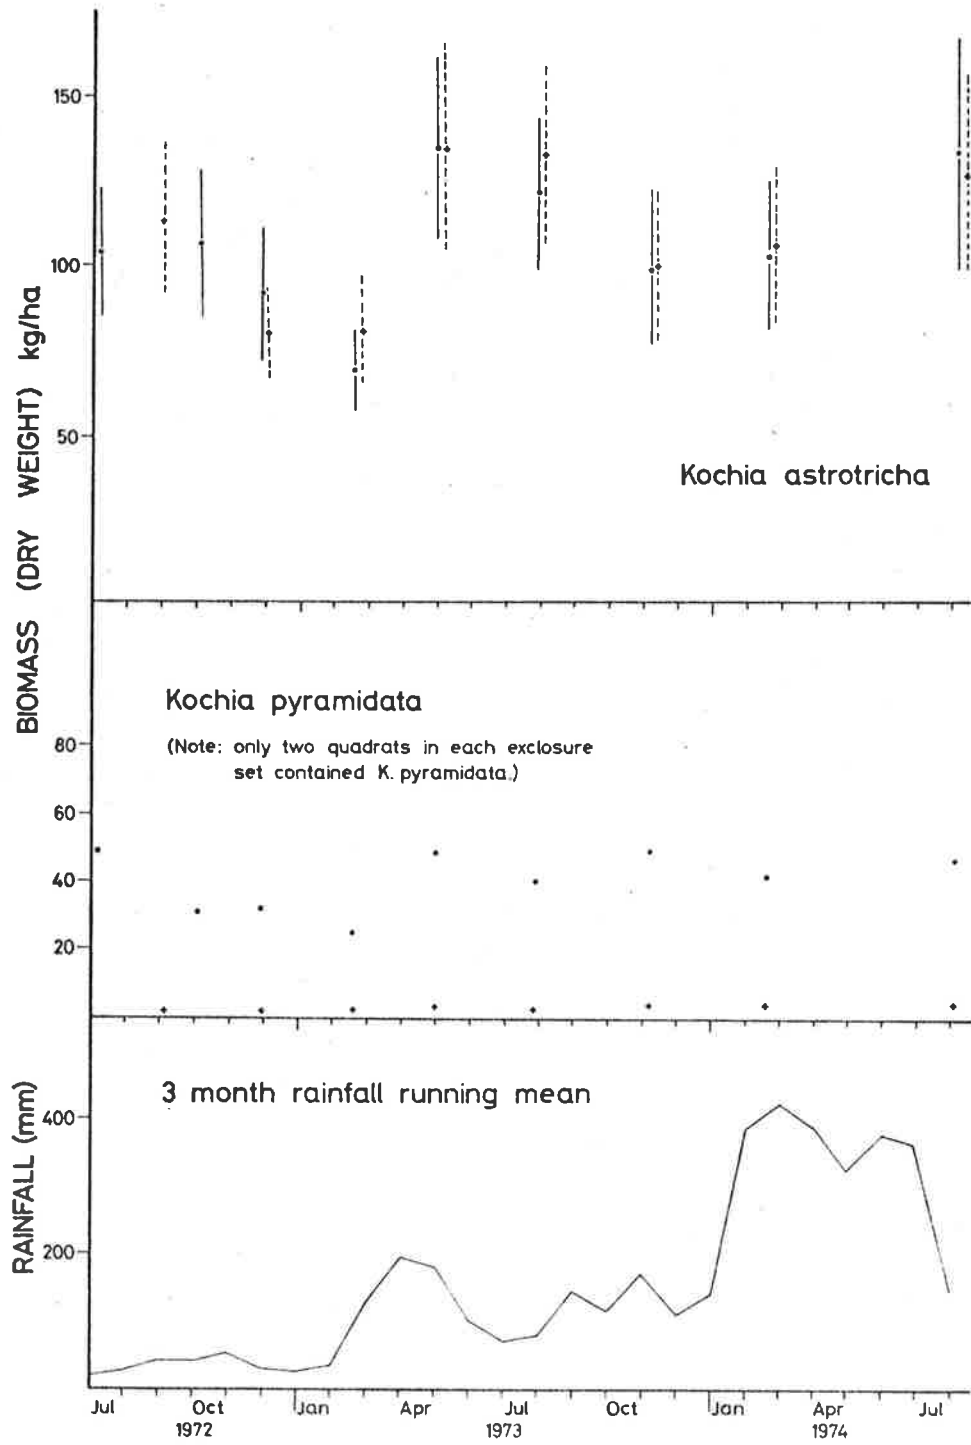 150
100
50
BIOMASS (DRY WEIGHT) kg/ha
Kochia astrotricha
Kochia pyramidata
(Note: only two quadrats in each exclosure
set contained K. pyramidata.)
80
60
40
20
3 month rainfall running mean
RAINFALL (mm)
400
200
Jul Oct Jan Apr Jul Oct Jan Apr Jul
1972 1973 1974